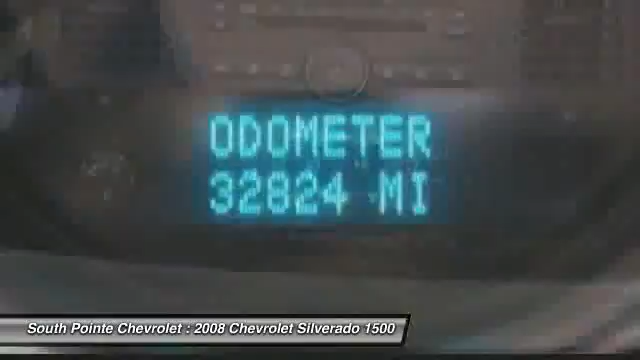 ODOMETER
32824 MI
South Pointe Chevrolet : 2008 Chevrolet Silverado 1500